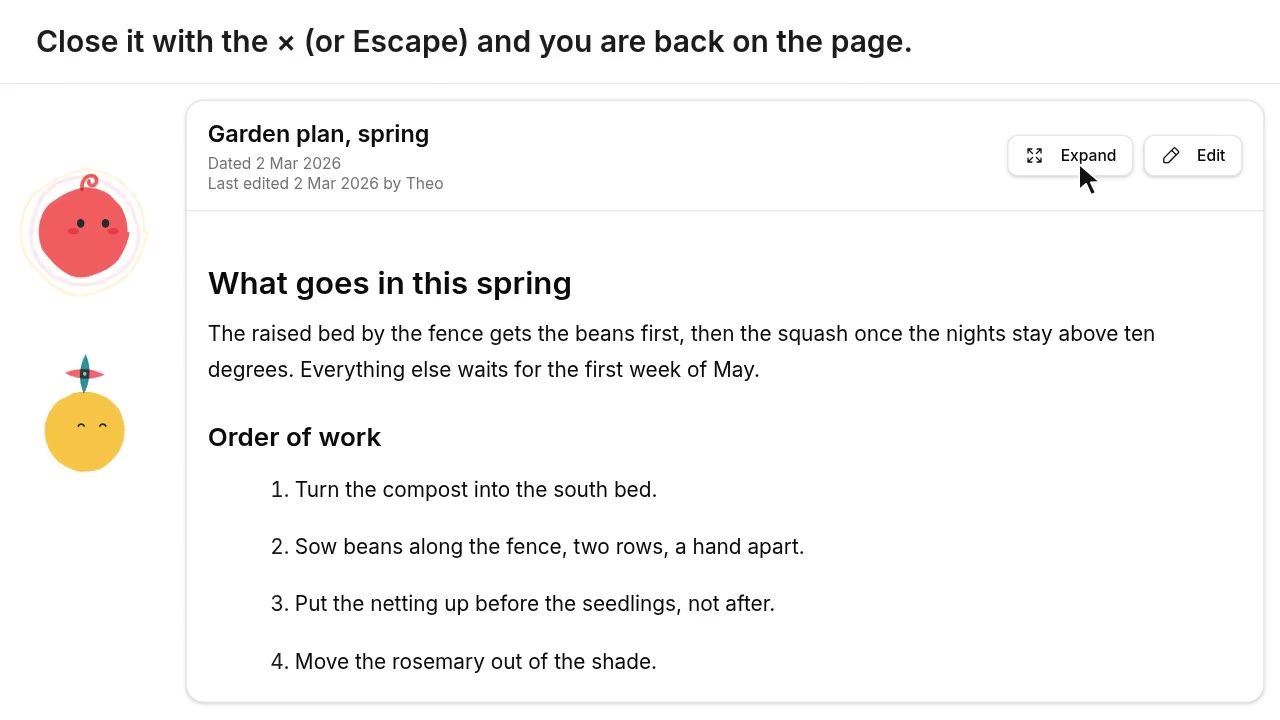 Close it with the × (or Escape) and you are back on the page.
Garden plan, spring
Dated 2 Mar 2026
Last edited 2 Mar 2026 by Theo
Expand
Edit
What goes in this spring
The raised bed by the fence gets the beans first, then the squash once the nights stay above ten
degrees. Everything else waits for the first week of May.
Order of work
1. Turn the compost into the south bed.
2. Sow beans along the fence, two rows, a hand apart.
3. Put the netting up before the seedlings, not after.
4. Move the rosemary out of the shade.